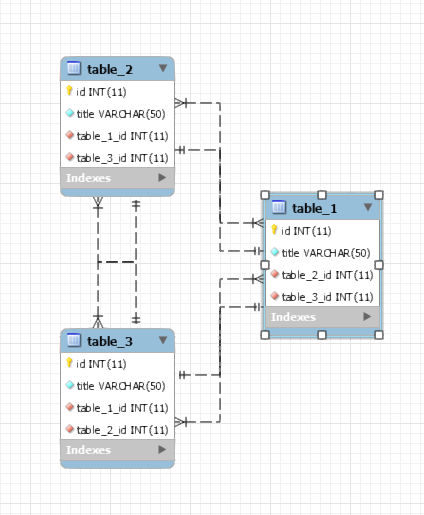 table_2
id INT(11)
title VARCHAR(50)
table_1_id INT(11)
table_3_id INT(11)
Indexes
table_1
id INT(11)
title VARCHAR(50)
table_2_id INT(11)
table_3_id INT(11)
Indexes
table_3
id INT(11)
title VARCHAR(50)
table_1_id INT(11)
table_2_id INT(11)
Indexes